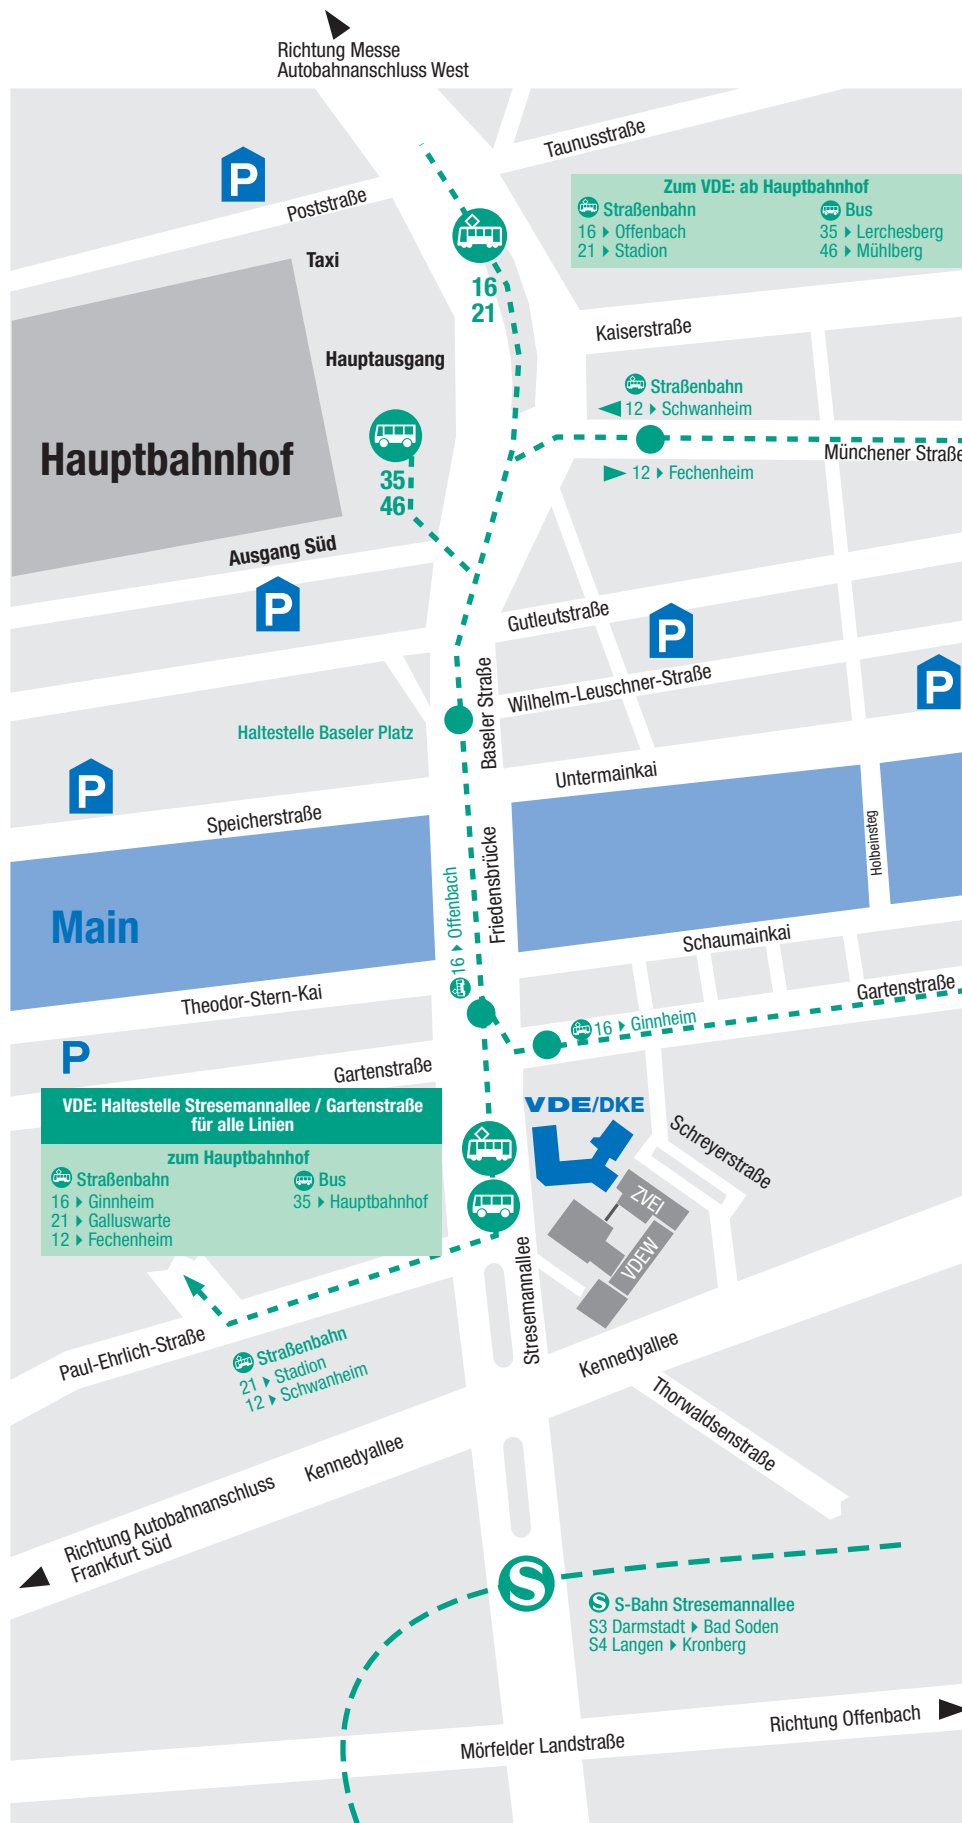 Richtung Messe
Autobahnanschluss West
Taunusstraße
P
Poststraße
Zum VDE: ab Hauptbahnhof
Straßenbahn
16 ▸ Offenbach
21 ▸ Stadion
Bus
35 ▸ Lerchesberg
46 ▸ Mühlberg
Taxi
16
21
Kaiserstraße
Hauptausgang
Straßenbahn
12 ▸ Schwanheim
Münchener Straße
12 ▸ Fechenheim
Hauptbahnhof
35
46
Ausgang Süd
P
Gutleutstraße
P
Wilhelm-Leuschner-Straße
P
Baseler Straße
Haltestelle Baseler Platz
Untermainkai
P
Speicherstraße
Holbeinsteg
Friedensbrücke
16 ▸ Offenbach
Main
Schaumainkai
Theodor-Stern-Kai
Gartenstraße
16 ▸ Ginnheim
P
Gartenstraße
VDE: Haltestelle Stresemannallee / Gartenstraße
für alle Linien
zum Hauptbahnhof
Straßenbahn
16 ▸ Ginnheim
21 ▸ Galluswarte
12 ▸ Fechenheim
Bus
35 ▸ Hauptbahnhof
VDE/DKE
Schreyerstraße
ZVEI
VDEW
Stresemannallee
Paul-Ehrlich-Straße
Straßenbahn
21 ▸ Stadion
12 ▸ Schwanheim
Kennedyallee
Thorwaldsenstraße
Kennedyallee
Richtung Autobahnanschluss
Frankfurt Süd
S
S S-Bahn Stresemannallee
S3 Darmstadt ▸ Bad Soden
S4 Langen ▸ Kronberg
Richtung Offenbach
Mörfelder Landstraße